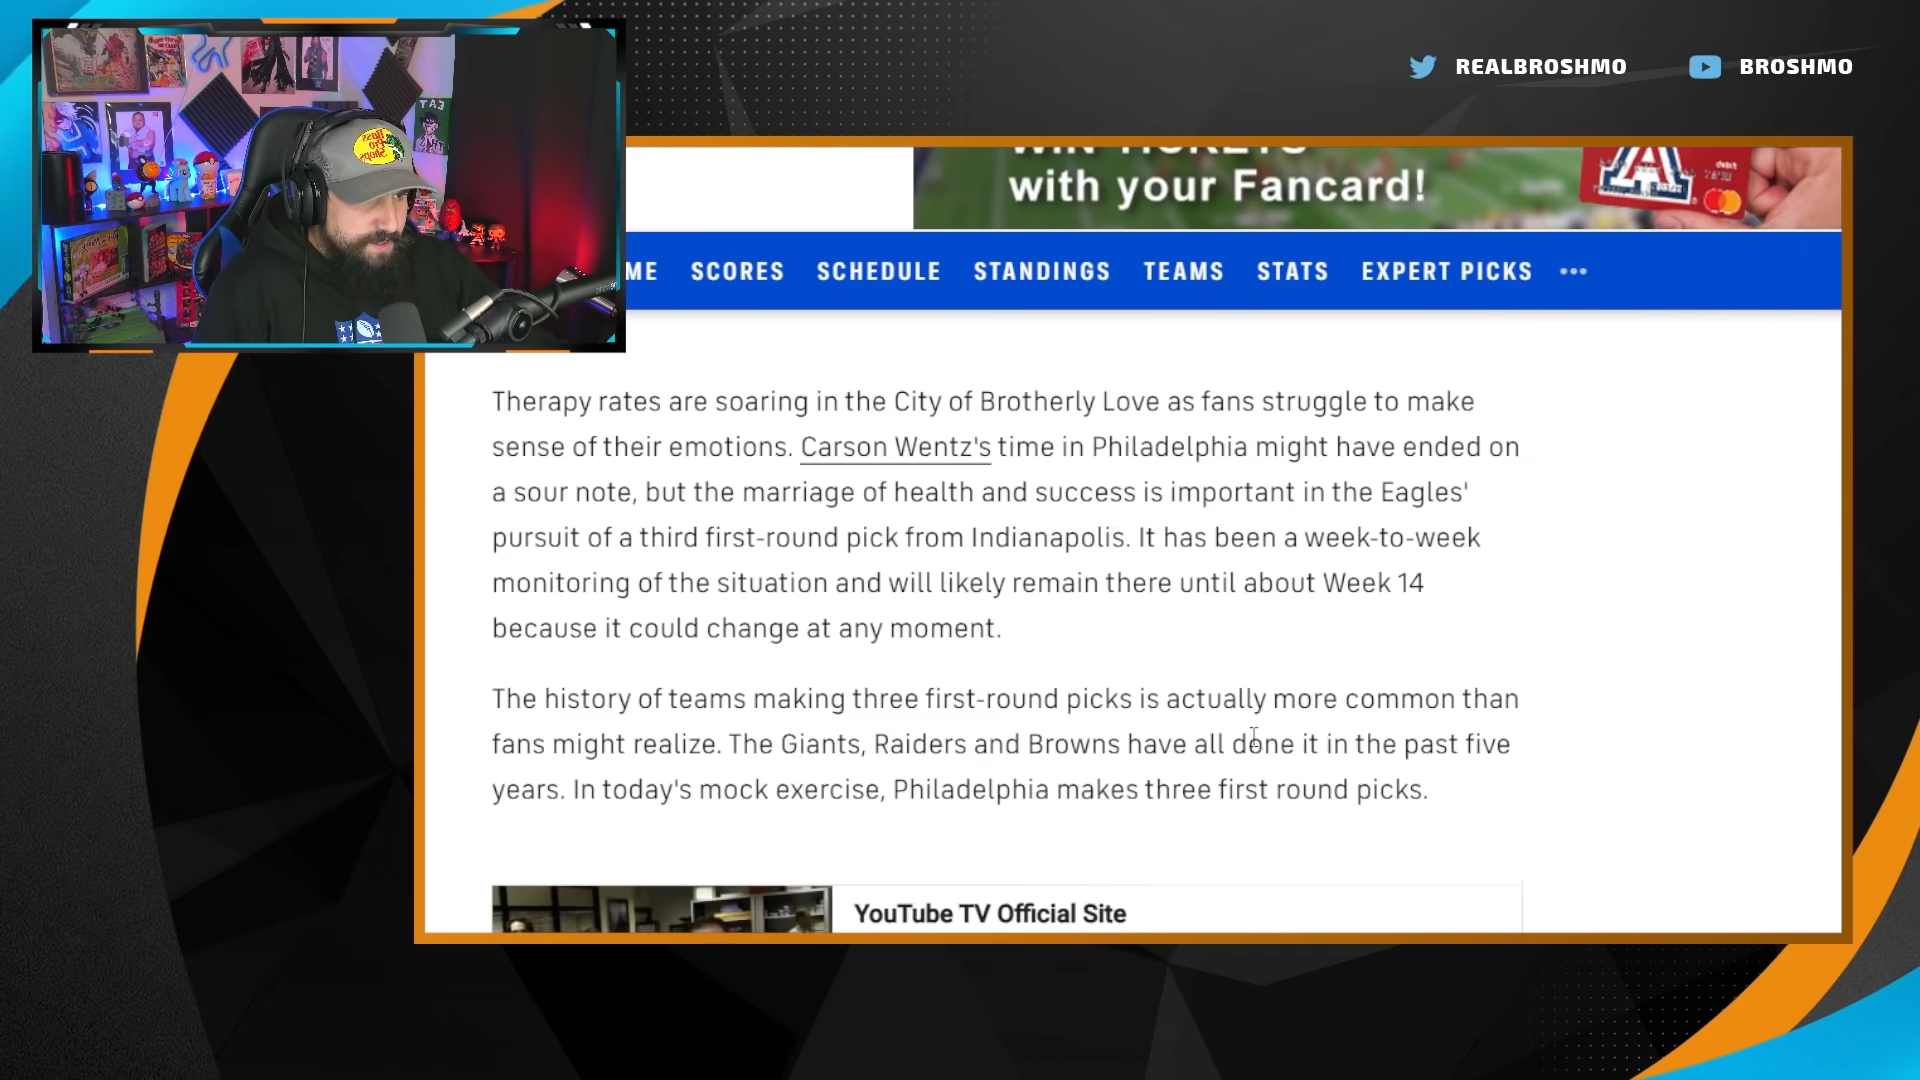 REALBROSHMO
BROSHMO
with your Fancard!
debit
ME SCORES SCHEDULE STANDINGS TEAMS STATS EXPERT PICKS
Therapy rates are soaring in the City of Brotherly Love as fans struggle to make
sense of their emotions. Carson Wentz's time in Philadelphia might have ended on
a sour note, but the marriage of health and success is important in the Eagles'
pursuit of a third first-round pick from Indianapolis. It has been a week-to-week
monitoring of the situation and will likely remain there until about Week 14
because it could change at any moment.
The history of teams making three first-round picks is actually more common than
fans might realize. The Giants, Raiders and Browns have all done it in the past five
years. In today's mock exercise, Philadelphia makes three first round picks.
YouTube TV Official Site
Bass
Pro
Shops
EAT